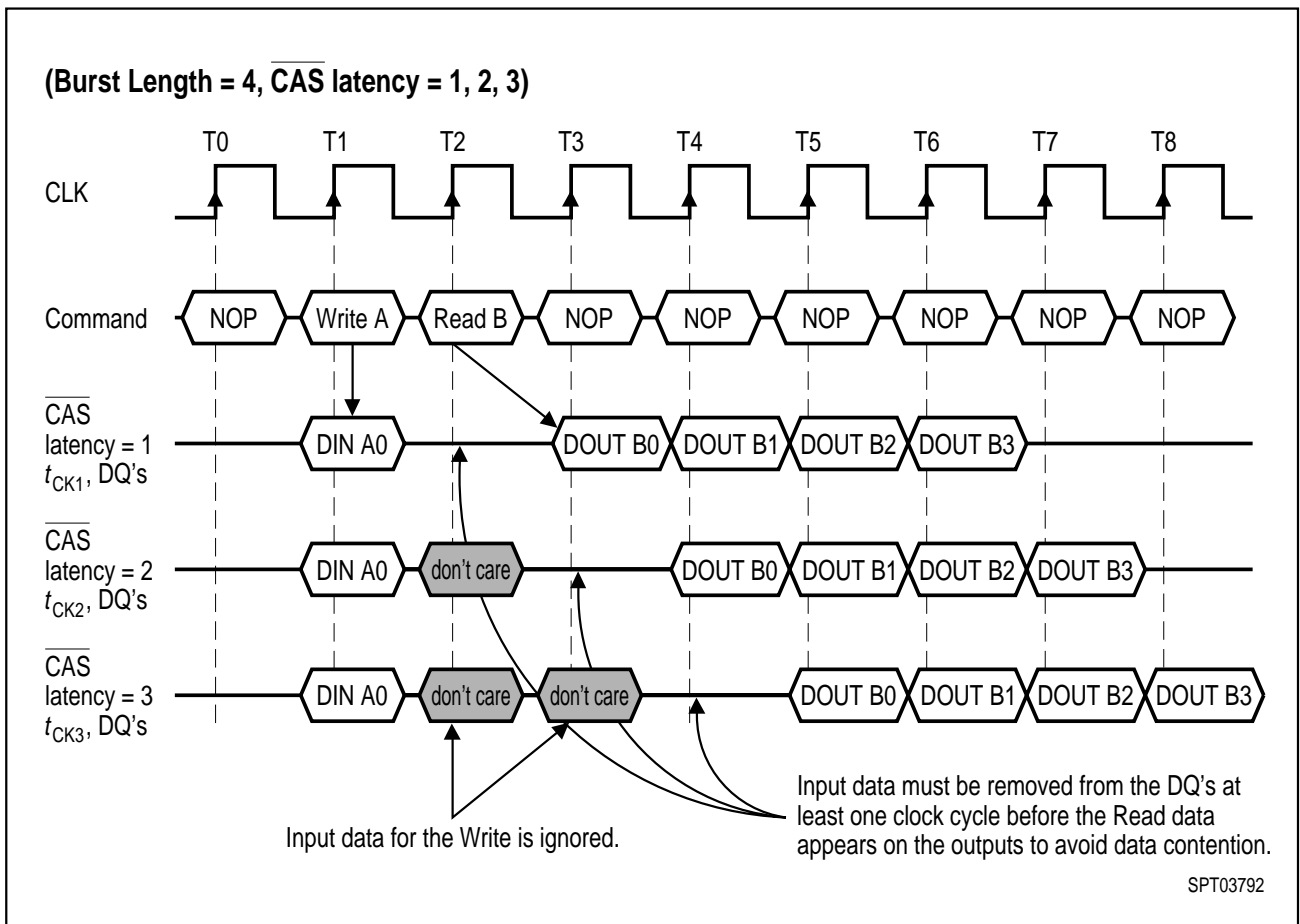 (Burst Length = 4, CAS latency = 1, 2, 3)
T0 T1 T2 T3 T4 T5 T6 T7 T8
CLK
Command NOP Write A Read B NOP NOP NOP NOP NOP NOP
CAS
latency = 1
tCK1, DQ's
DIN A0 DOUT B0 DOUT B1 DOUT B2 DOUT B3
CAS
latency = 2
tCK2, DQ's
DIN A0 don't care DOUT B0 DOUT B1 DOUT B2 DOUT B3
CAS
latency = 3
tCK3, DQ's
DIN A0 don't care don't care DOUT B0 DOUT B1 DOUT B2 DOUT B3
Input data for the Write is ignored.
Input data must be removed from the DQ's at
least one clock cycle before the Read data
appears on the outputs to avoid data contention.
SPT03792